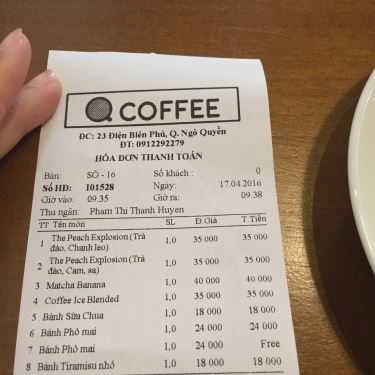 Q COFFEE
ĐC: 23 Điện Biên Phủ, Q. Ngô Quyền
ĐT: 0912292279
HÓA ĐƠN THANH TOÁN
Bàn: SÔ - 16 Số khách : 0
Số HĐ: 101528 Ngày: 17.04.2016
Giờ vào: 09.35 Giờ ra: 09.38
Thu ngân: Pham Thi Thanh Huyen
TT Tên món SL Đ.Giá T.Tiền
1 The Peach Explosion (Trà đào, Chanh leo) 1,0 35 000 35 000
2 The Peach Explosion (Trà đào, Cam, sa) 1,0 35 000 35 000
3 Matcha Banana 1,0 40 000 40 000
4 Coffee Ice Blended 1,0 35 000 35 000
5 Bánh Sữa Chua 1,0 18 000 18 000
6 Bánh Phô mai 1,0 24 000 24 000
7 Bánh Phô mai 1,0 24 000 Free
8 Bánh Tiramisu nhỏ 1,0 18 000 18 000